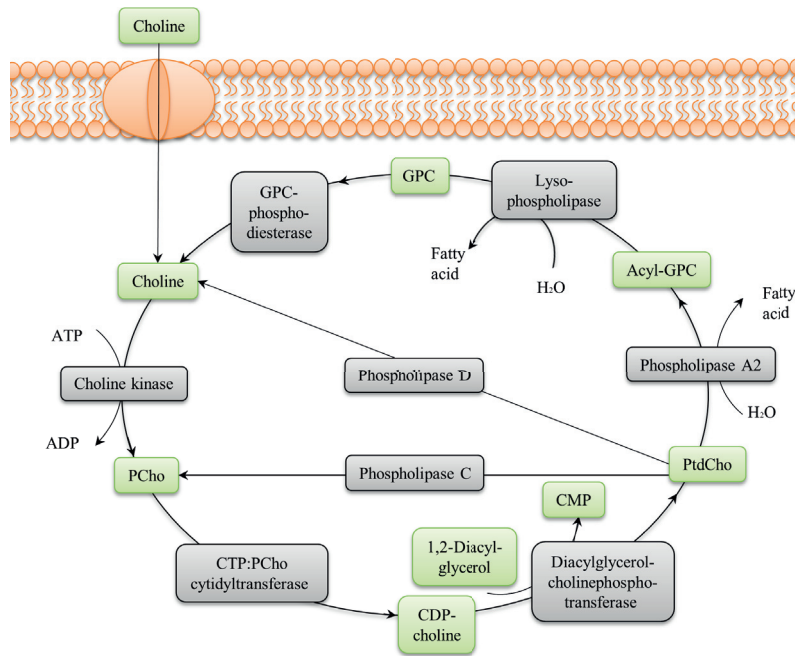 Choline
GPC
Lyso-
phospholipase
GPC-
phospho-
diesterase
Fatty
acid
H₂O
Choline
Acyl-GPC
Fatty
acid
ATP
Choline kinase
Phospholipase D
Phospholipase A2
ADP
H₂O
PCho
Phospholipase C
PtdCho
CMP
1,2-Diacyl-
glycerol
CTP:PCho
cytidyltransferase
Diacylglycerol-
cholinephospho-
transferase
CDP-
choline